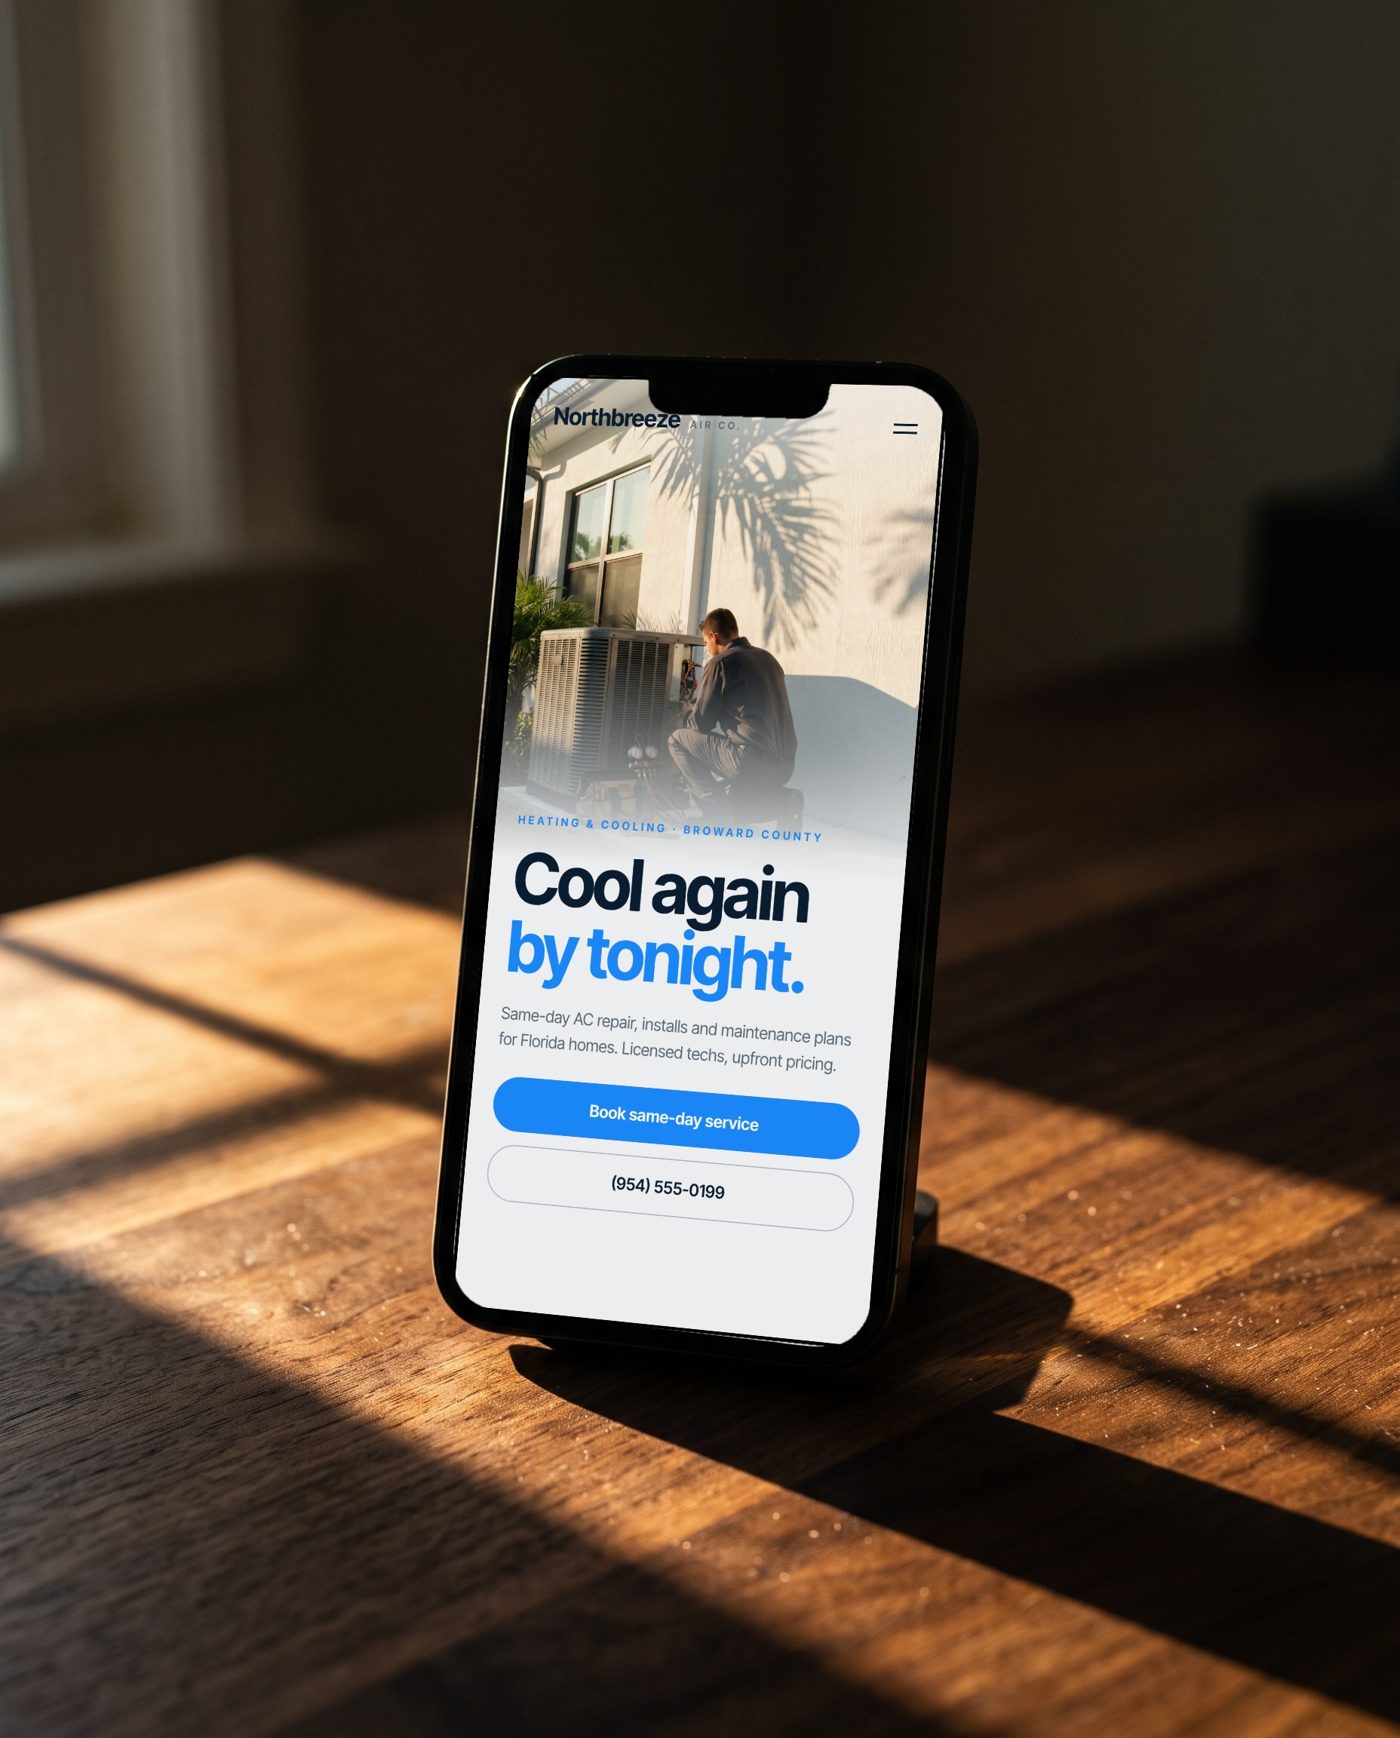 Northbreeze AIR CO.
HEATING & COOLING · BROWARD COUNTY
Cool again
by tonight.
Same-day AC repair, installs and maintenance plans
for Florida homes. Licensed techs, upfront pricing.
Book same-day service
(954) 555-0199